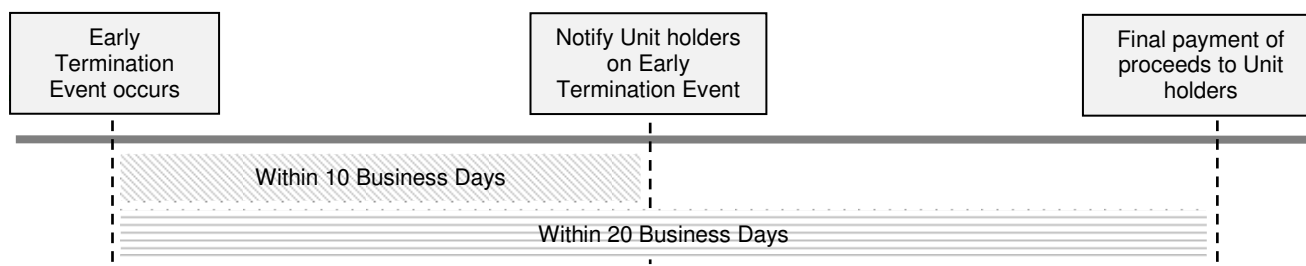 Early
Termination
Event occurs
Notify Unit holders
on Early
Termination Event
Final payment of
proceeds to Unit
holders
Within 10 Business Days
Within 20 Business Days